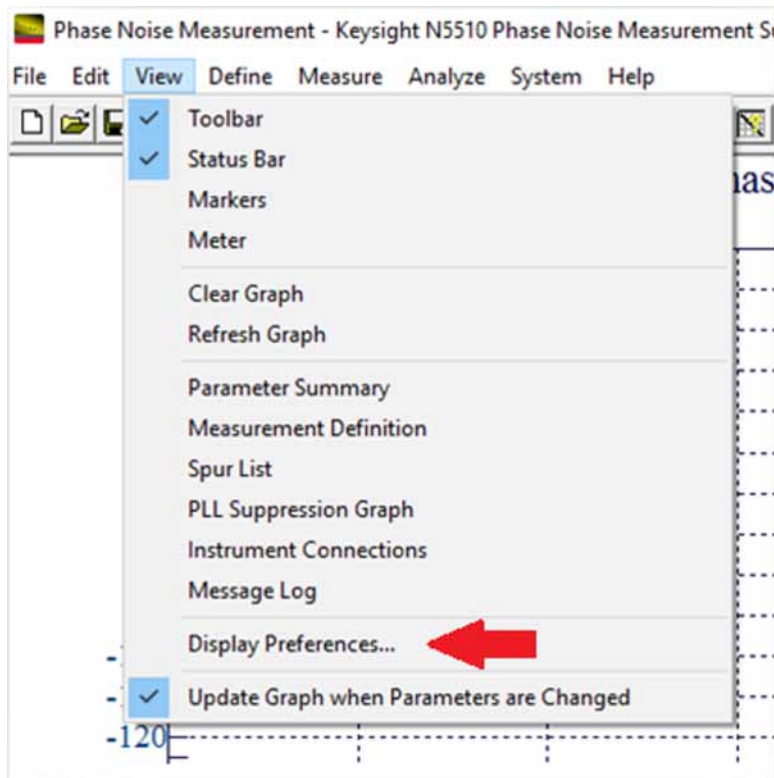 Phase Noise Measurement - Keysight N5510 Phase Noise Measurement
File Edit View Define Measure Analyze System Help
Toolbar
Status Bar
Markers
Meter
Clear Graph
Refresh Graph
Parameter Summary
Measurement Definition
Spur List
PLL Suppression Graph
Instrument Connections
Message Log
Display Preferences...
Update Graph when Parameters are Changed
-120